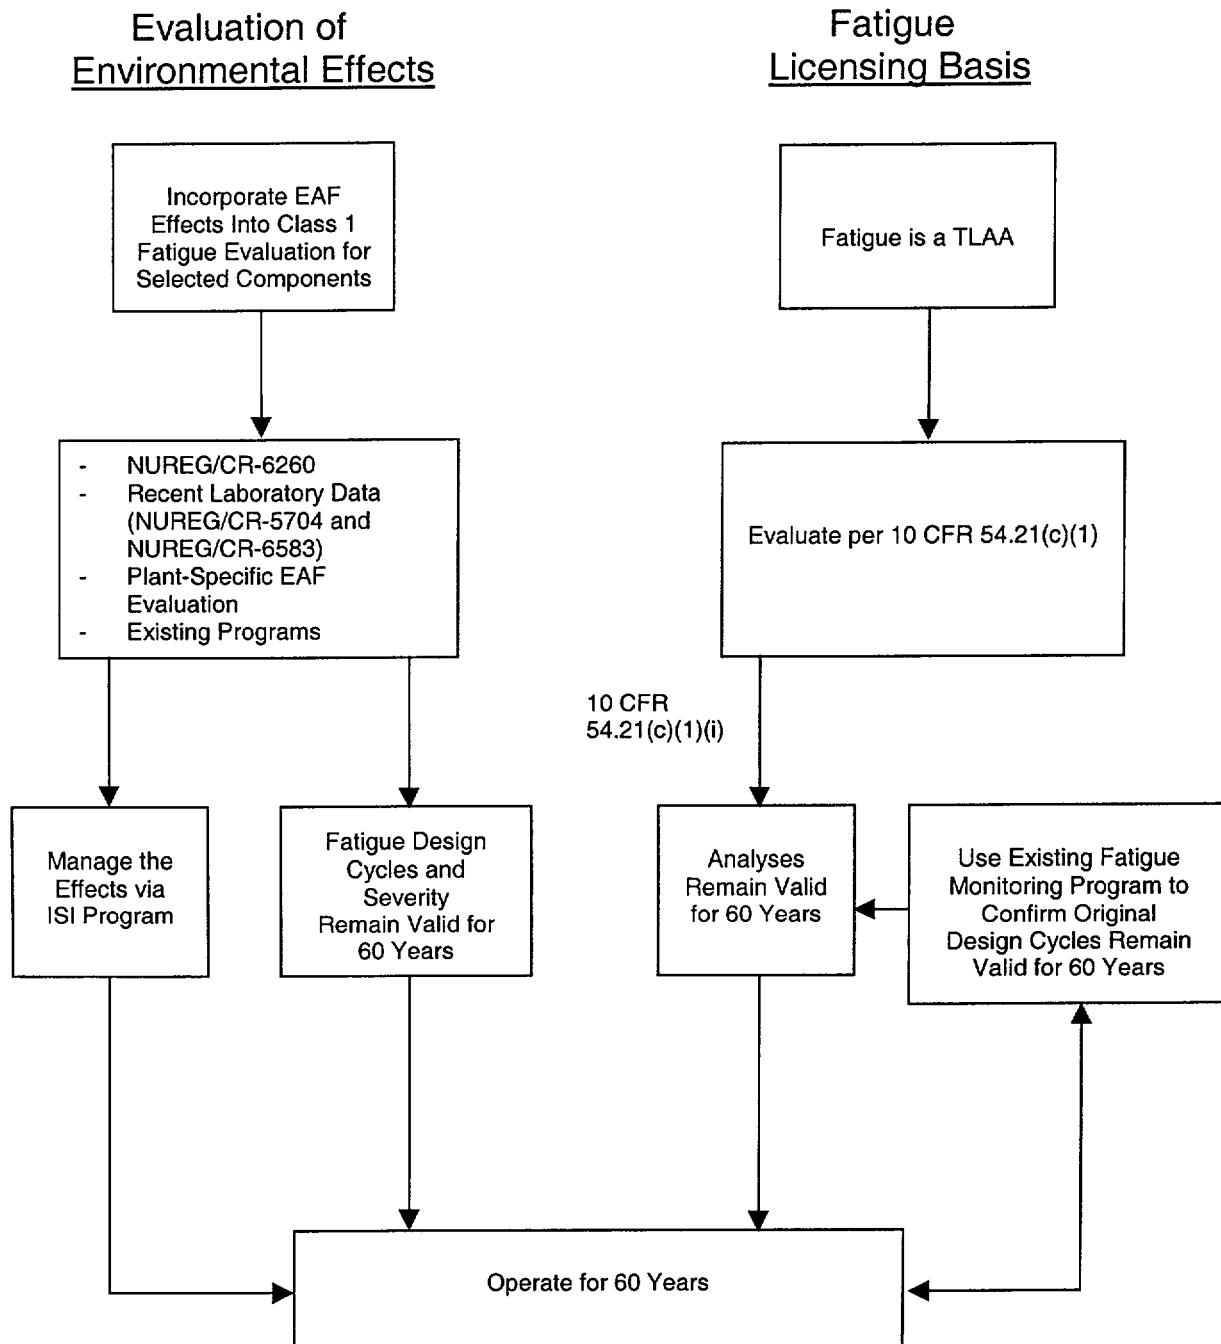 Evaluation of
Environmental Effects
Fatigue
Licensing Basis
Incorporate EAF
Effects Into Class 1
Fatigue Evaluation for
Selected Components
Fatigue is a TLAA
- NUREG/CR-6260
- Recent Laboratory Data
(NUREG/CR-5704 and
NUREG/CR-6583)
- Plant-Specific EAF
Evaluation
- Existing Programs
Evaluate per 10 CFR 54.21(c)(1)
10 CFR
54.21(c)(1)(i)
Manage the
Effects via
ISI Program
Fatigue Design
Cycles and
Severity
Remain Valid for
60 Years
Analyses
Remain Valid
for 60 Years
Use Existing Fatigue
Monitoring Program to
Confirm Original
Design Cycles Remain
Valid for 60 Years
Operate for 60 Years